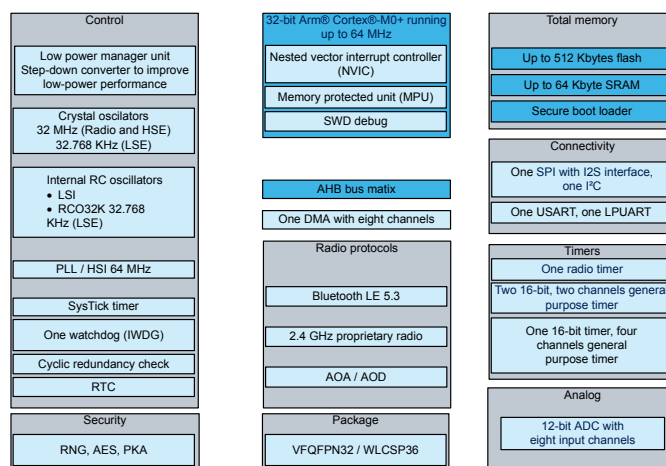 Control
Low power manager unit
Step-down converter to improve
low-power performance
Crystal oscilators
32 MHz (Radio and HSE)
32.768 KHz (LSE)
Internal RC oscillators
• LSI
• RCO32K 32.768
KHz (LSE)
PLL / HSI 64 MHz
SysTick timer
One watchdog (IWDG)
Cyclic redundancy check
RTC
Security
RNG, AES, PKA
32-bit Arm® Cortex®-M0+ running
up to 64 MHz
Nested vector interrupt controller
(NVIC)
Memory protected unit (MPU)
SWD debug
AHB bus matix
One DMA with eight channels
Radio protocols
Bluetooth LE 5.3
2.4 GHz proprietary radio
AOA / AOD
Package
VFQFPN32 / WLCSP36
Total memory
Up to 512 Kbytes flash
Up to 64 Kbyte SRAM
Secure boot loader
Connectivity
One SPI with I2S interface,
one I²C
One USART, one LPUART
Timers
One radio timer
Two 16-bit, two channels general
purpose timer
One 16-bit timer, four
channels general
purpose timer
Analog
12-bit ADC with
eight input channels